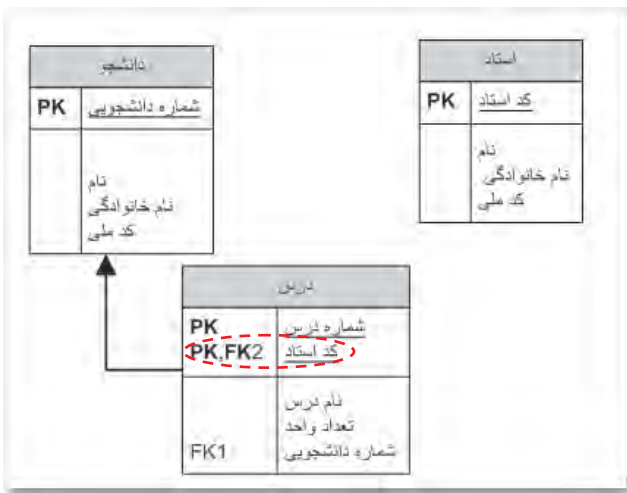 دانشجو
PK شماره دانشجویی
نام
نام خانوادگی
کد ملی
استاد
PK کد استاد
نام
نام خانوادگی
کد ملی
درس
PK شماره درس
PK,FK2 کد استاد
نام درس
تعداد واحد
FK1 شماره دانشجویی